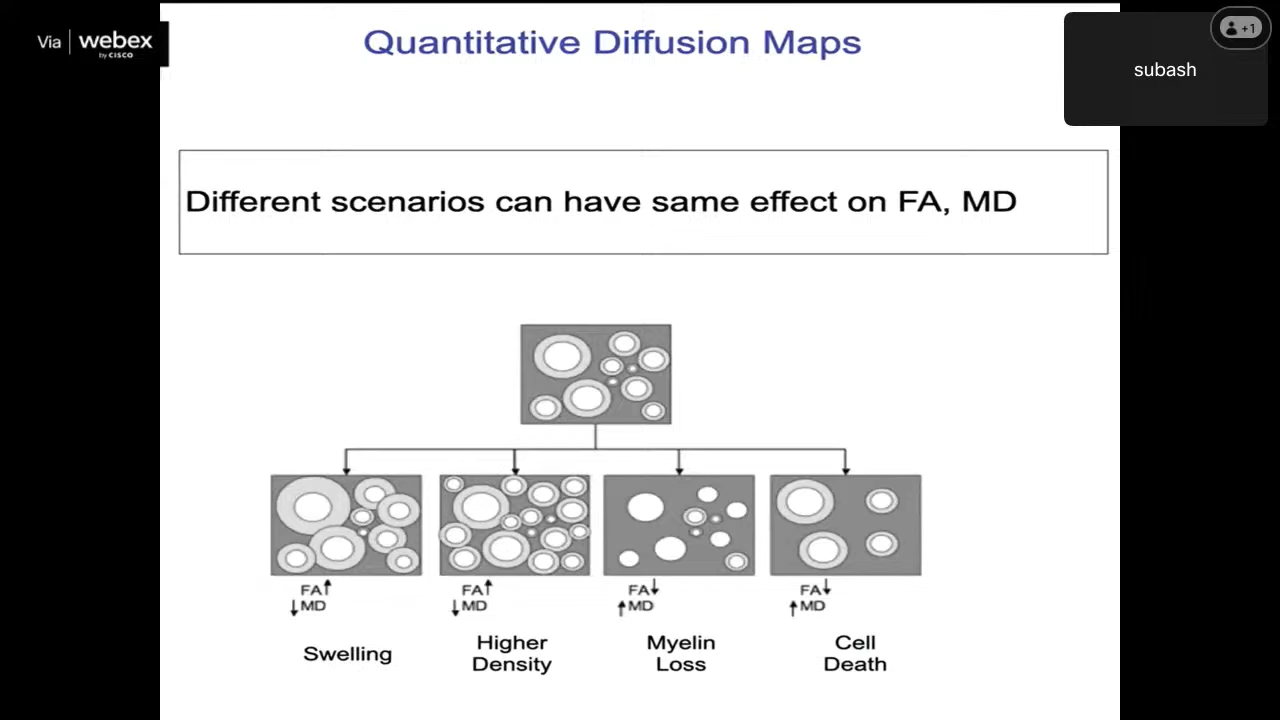 Via | webex
by CISCO
+1
subash
Quantitative Diffusion Maps
Different scenarios can have same effect on FA, MD
FA↑
↓MD
Swelling
FA↑
↓MD
Higher
Density
FA↓
↑MD
Myelin
Loss
FA↓
↑MD
Cell
Death